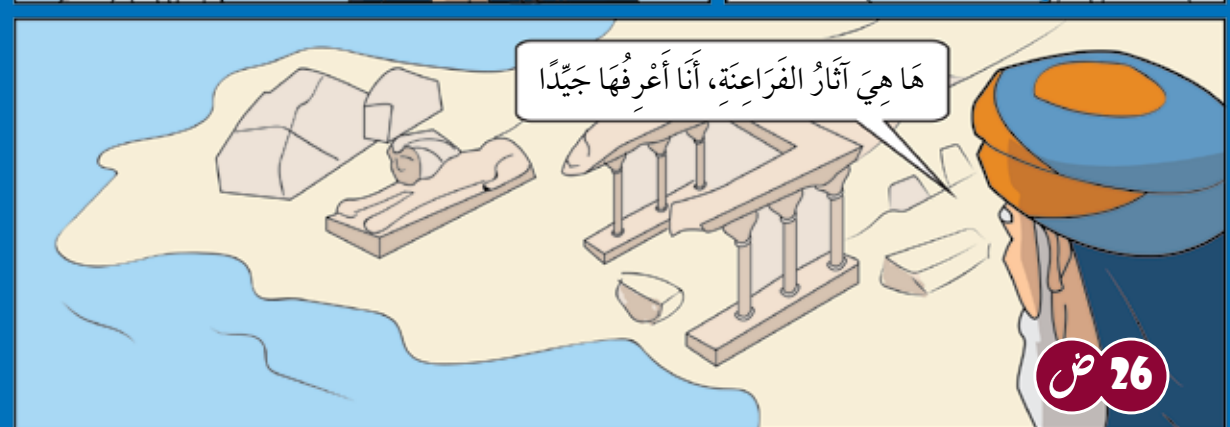 هَا هِيَ آثَارُ الفَرَاعِنَةِ، أَنَا أَعْرِفُهَا جَيِّدًا
26 ض